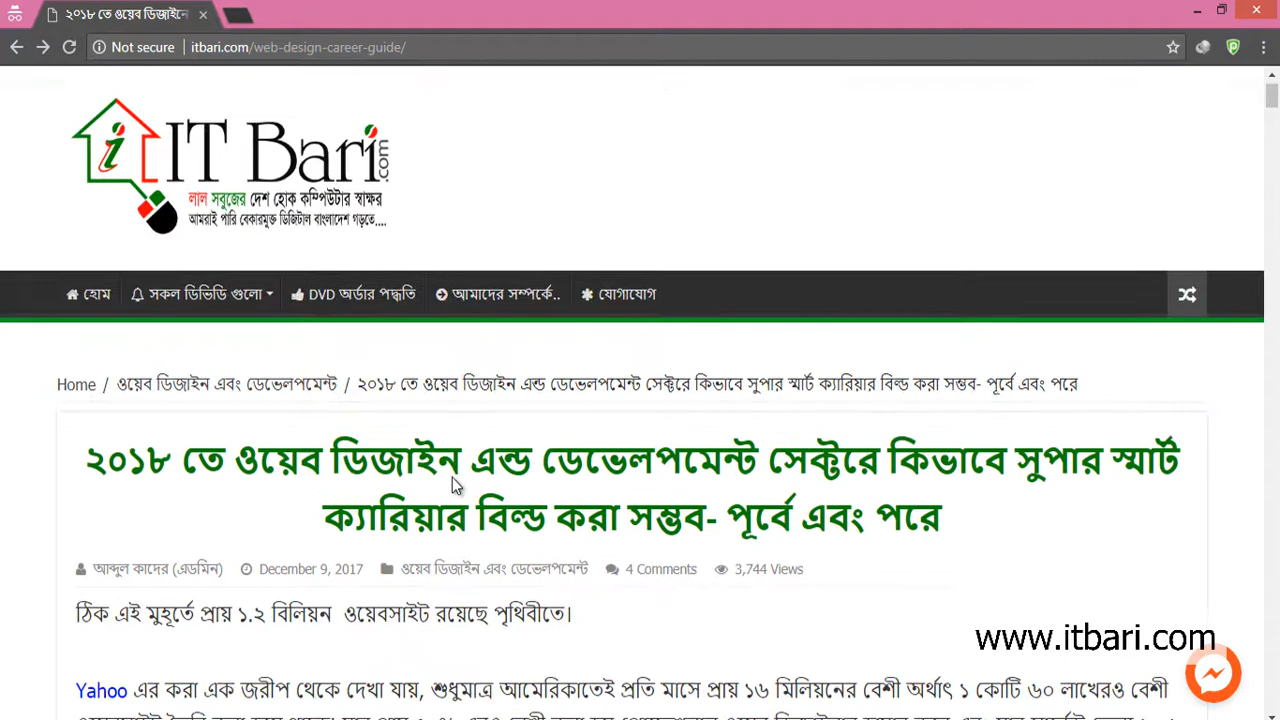 ২০১৮ তে ওয়েব ডিজাইনে
Not secure itbari.com/web-design-career-guide/
IT Bari.com
লাল সবুজের দেশ হোক কম্পিউটার স্বাক্ষর
আমরাই পারি বেকারমুক্ত ডিজিটাল বাংলাদেশ গড়তে....
হোম সকল ডিভিডি গুলো DVD অর্ডার পদ্ধতি আমাদের সম্পর্কে.. যোগাযোগ
Home / ওয়েব ডিজাইন এবং ডেভেলপমেন্ট / ২০১৮ তে ওয়েব ডিজাইন এন্ড ডেভেলপমেন্ট সেক্টরে কিভাবে সুপার স্মার্ট ক্যারিয়ার বিল্ড করা সম্ভব- পূর্বে এবং পরে
২০১৮ তে ওয়েব ডিজাইন এন্ড ডেভেলপমেন্ট সেক্টরে কিভাবে সুপার স্মার্ট
ক্যারিয়ার বিল্ড করা সম্ভব- পূর্বে এবং পরে
আব্দুল কাদের (এডমিন) December 9, 2017 ওয়েব ডিজাইন এবং ডেভেলপমেন্ট 4 Comments 3,744 Views
ঠিক এই মুহূর্তে প্রায় ১.২ বিলিয়ন ওয়েবসাইট রয়েছে পৃথিবীতে।
www.itbari.com
Yahoo এর করা এক জরীপ থেকে দেখা যায়, শুধুমাত্র আমেরিকাতেই প্রতি মাসে প্রায় ১৬ মিলিয়নের বেশী অর্থাৎ ১ কোটি ৬০ লাখেরও বেশী